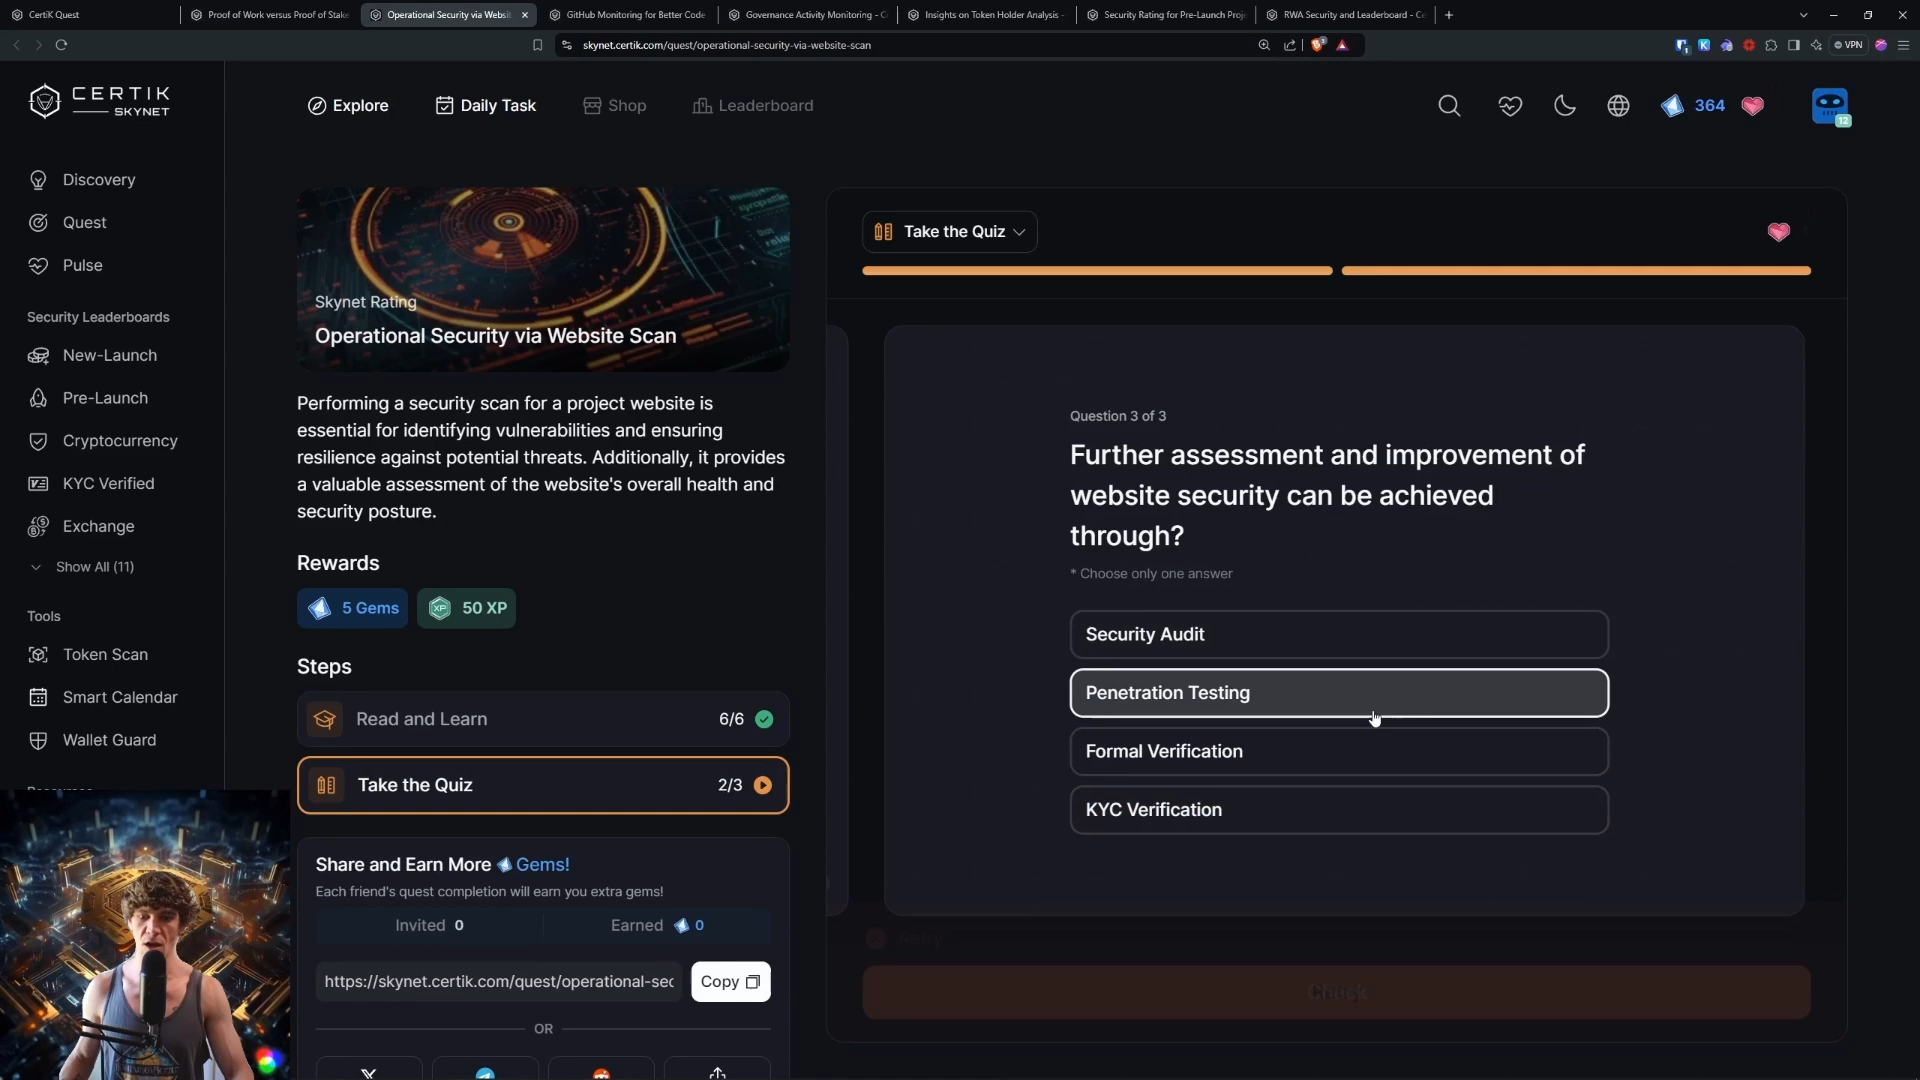 CertiK Quest
Proof of Work versus Proof of Stake
Operational Security via Websit
GitHub Monitoring for Better Code
Governance Activity Monitoring - C
Insights on Token Holder Analysis -
Security Rating for Pre-Launch Proj
RWA Security and Leaderboard - Ce
skynet.certik.com/quest/operational-security-via-website-scan
VPN
CERTIK
SKYNET
Explore
Daily Task
Shop
Leaderboard
364
12
Discovery
Quest
Pulse
Security Leaderboards
New-Launch
Pre-Launch
Cryptocurrency
KYC Verified
Exchange
Show All (11)
Tools
Token Scan
Smart Calendar
Wallet Guard
Skynet Rating
Operational Security via Website Scan
Performing a security scan for a project website is
essential for identifying vulnerabilities and ensuring
resilience against potential threats. Additionally, it provides
a valuable assessment of the website's overall health and
security posture.
Rewards
5 Gems
XP 50 XP
Steps
Read and Learn 6/6
Take the Quiz 2/3
Share and Earn More Gems!
Each friend's quest completion will earn you extra gems!
Invited 0
Earned 0
https://skynet.certik.com/quest/operational-sec
Copy
OR
Take the Quiz
Question 3 of 3
Further assessment and improvement of
website security can be achieved
through?
* Choose only one answer
Security Audit
Penetration Testing
Formal Verification
KYC Verification
Retry
Check